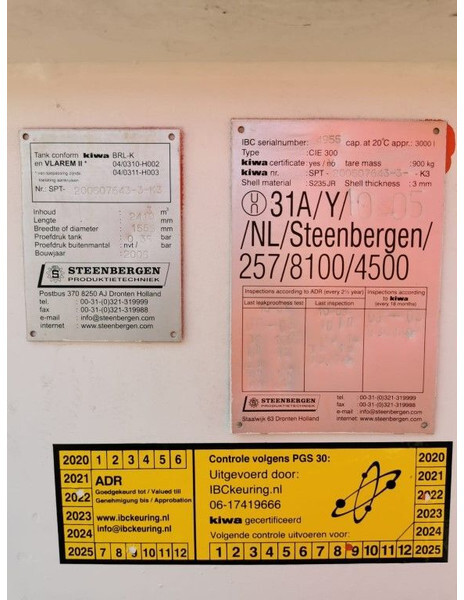 Tank conform kiwa BRL-K
en VLAREM II * 04/0310-H002
04/0311-H003
Nr.: SPT-
Inhoud : m³
Lengte : mm
Breedte of diameter : mm
Proefdruk tank : bar
Proefdruk buitenmantel : nvt / bar
Bouwjaar : 2005
S STEENBERGEN
PRODUKTIETECHNIEK
Postbus 370 8250 AJ Dronten Holland
tel. : 00-31-(0)321-319999
fax : 00-31-(0)321-319988
e-mail : info@steenbergen.com
internet : www.steenbergen.com
IBC serialnumber: cap. at 20°C appr.: 3000 l
Type : CIE 300
kiwa certificate : yes / no tare mass : 900 kg
kiwa nr. : SPT - - K3
Shell material : S235JR Shell thickness : 3 mm
UN 31A/Y/
/NL/Steenbergen/
257/8100/4500
Inspections according to ADR (every 2½ year)
Inspections according to kiwa (every 18 months)
Last leakproofness test
Last inspection
S STEENBERGEN
PRODUKTIETECHNIEK
Staalwijk 63 Dronten Holland
tel. : 00-31-(0)321-319999
fax : 00-31-(0)321-319988
e-mail : info@steenbergen.com
internet : www.steenbergen.com
2020 1 2 3 4 5 6
2021 ADR
2022 Goedgekeurd tot / Valued till
Genehmigung bis / Approbation
2023 www.ibckeuring.nl
2024 info@ibckeuring.nl
2025 7 8 9 10 11 12
Controle volgens PGS 30: 2020
Uitgevoerd door: 2021
IBCkeuring.nl 2022
06-17419666 2023
kiwa gecertificeerd
Volgende controle uitvoeren voor: 2024
1 2 3 4 5 6 7 8 9 10 11 12 2025